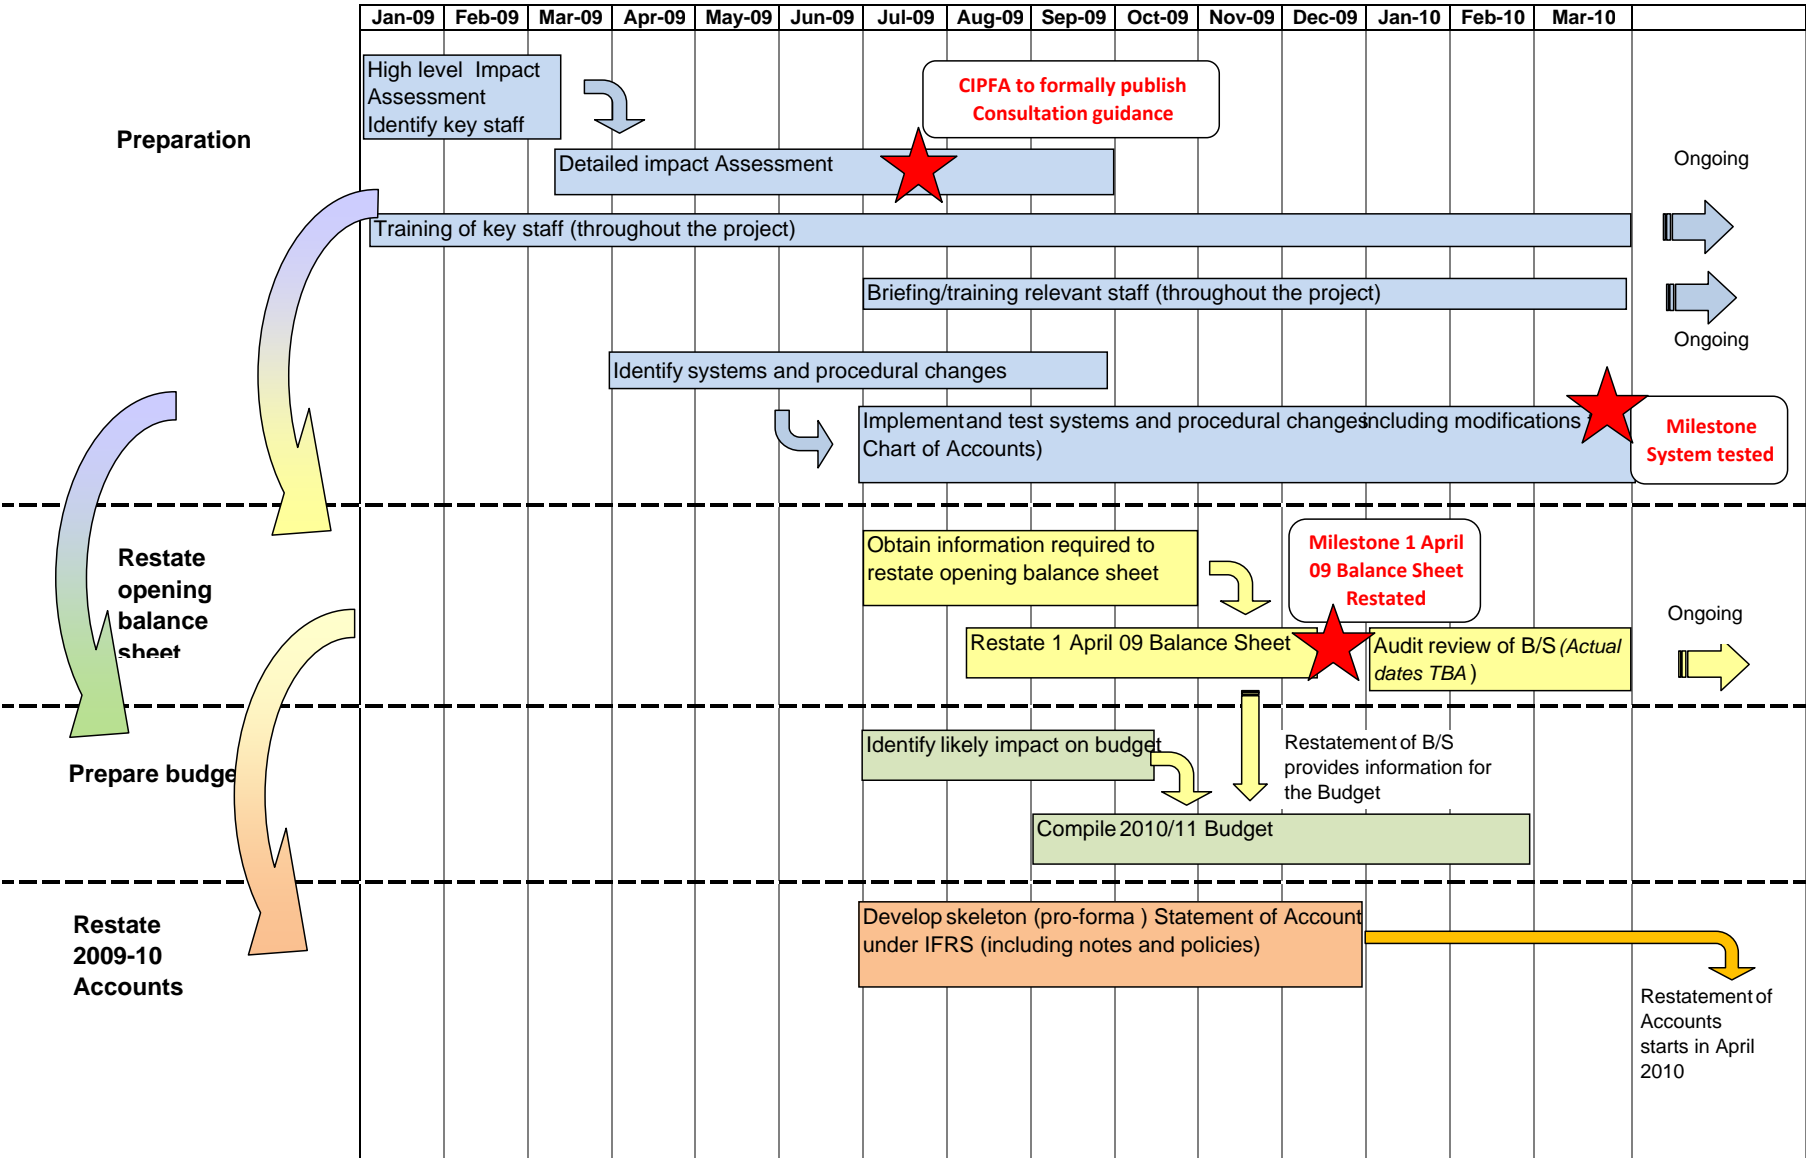 Jan-09 Feb-09 Mar-09 Apr-09 May-09 Jun-09 Jul-09 Aug-09 Sep-09 Oct-09 Nov-09 Dec-09 Jan-10 Feb-10 Mar-10
Preparation
High level Impact
Assessment
Identify key staff
CIPFA to formally publish
Consultation guidance
Detailed impact Assessment
Ongoing
Training of key staff (throughout the project)
Briefing/training relevant staff (throughout the project)
Ongoing
Identify systems and procedural changes
Implement and test systems and procedural changes including modifications
Chart of Accounts)
Milestone
System tested
Restate
opening
balance
sheet
Obtain information required to
restate opening balance sheet
Milestone 1 April
09 Balance Sheet
Restated
Restate 1 April 09 Balance Sheet
Audit review of B/S (Actual
dates TBA )
Ongoing
Prepare budge
Identify likely impact on budget
Restatement of B/S
provides information for
the Budget
Compile 2010/11 Budget
Restate
2009-10
Accounts
Develop skeleton (pro-forma ) Statement of Account
under IFRS (including notes and policies)
Restatement of
Accounts
starts in April
2010